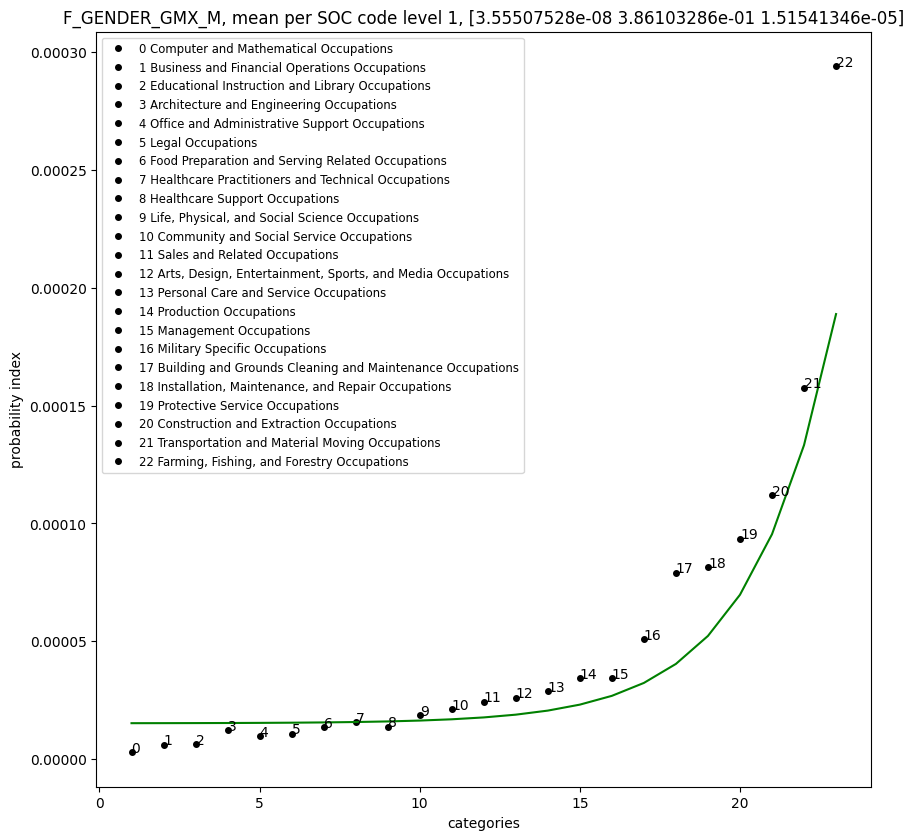 F_GENDER_GMX_M, mean per SOC code level 1, [3.55507528e-08 3.86103286e-01 1.51541346e-05]
0 Computer and Mathematical Occupations
1 Business and Financial Operations Occupations
2 Educational Instruction and Library Occupations
3 Architecture and Engineering Occupations
4 Office and Administrative Support Occupations
5 Legal Occupations
6 Food Preparation and Serving Related Occupations
7 Healthcare Practitioners and Technical Occupations
8 Healthcare Support Occupations
9 Life, Physical, and Social Science Occupations
10 Community and Social Service Occupations
11 Sales and Related Occupations
12 Arts, Design, Entertainment, Sports, and Media Occupations
13 Personal Care and Service Occupations
14 Production Occupations
15 Management Occupations
16 Military Specific Occupations
17 Building and Grounds Cleaning and Maintenance Occupations
18 Installation, Maintenance, and Repair Occupations
19 Protective Service Occupations
20 Construction and Extraction Occupations
21 Transportation and Material Moving Occupations
22 Farming, Fishing, and Forestry Occupations
probability index
0.00030
0.00025
0.00020
0.00015
0.00010
0.00005
0.00000
0
1
2
3
4
5
6
7
8
9
10
11
12
13
14
15
16
17
18
19
20
21
22
0
5
10
15
20
categories